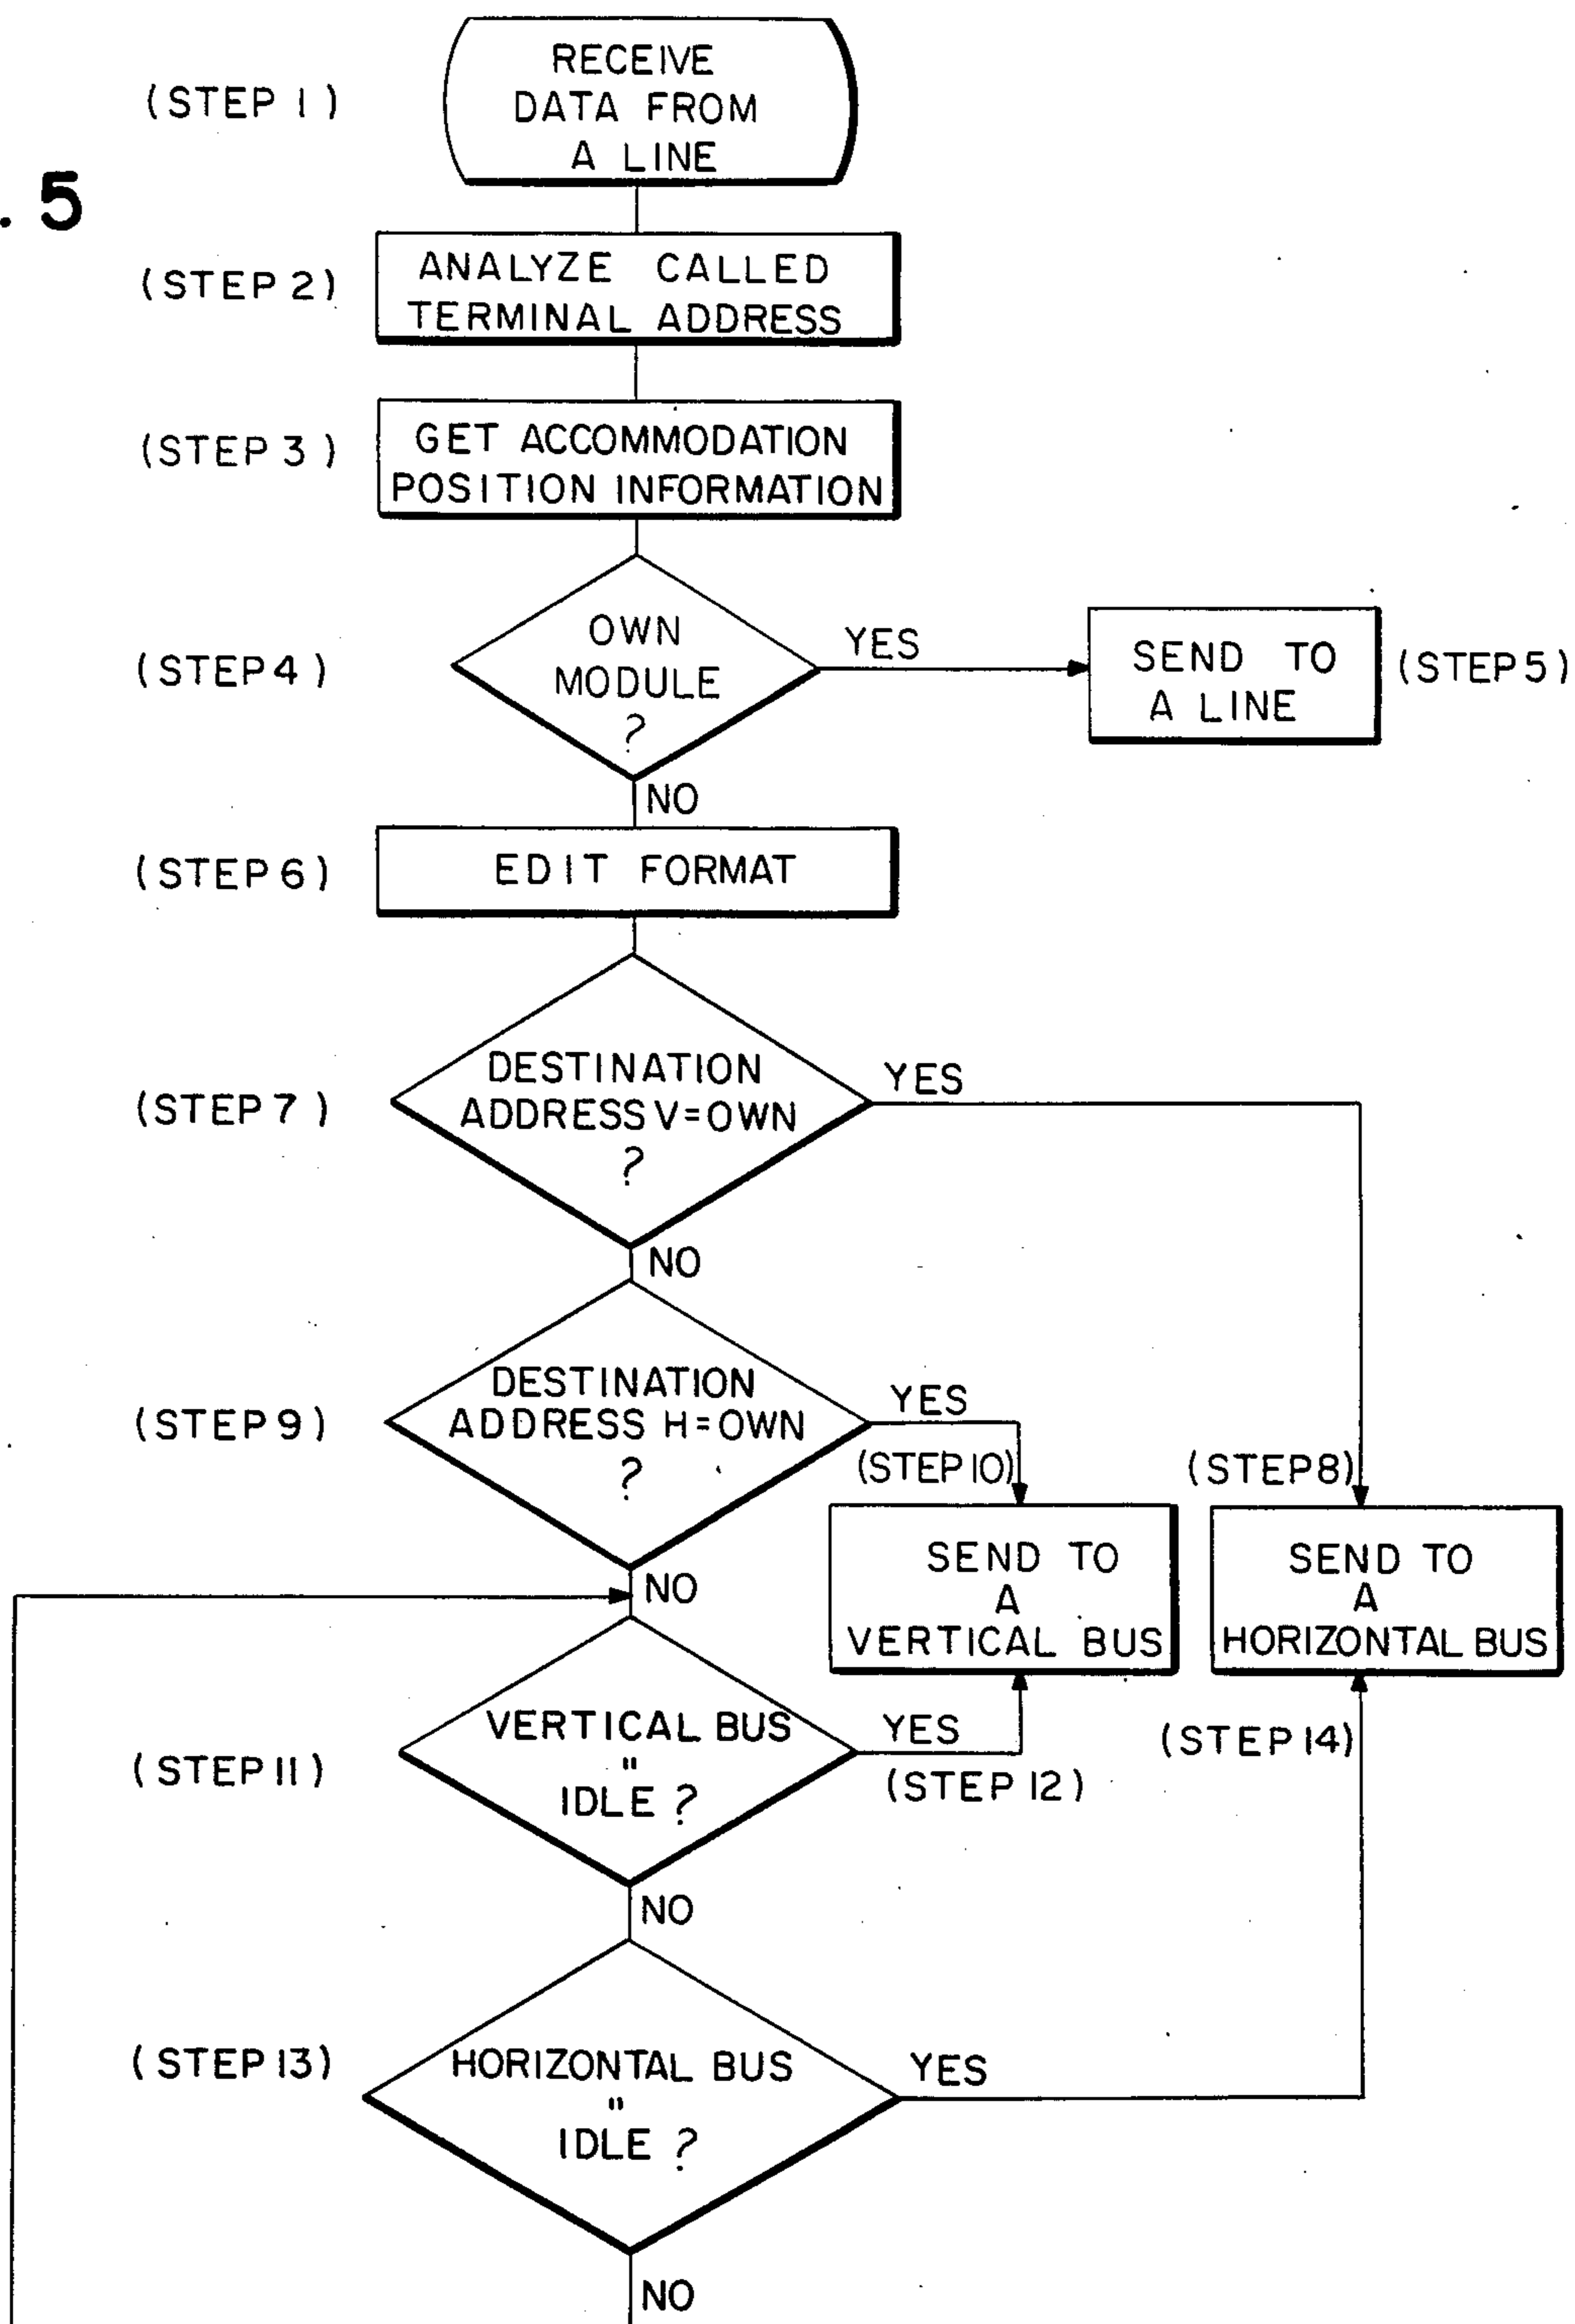 (STEP 1)
RECEIVE
DATA FROM
A LINE
. 5
(STEP 2)
ANALYZE CALLED
TERMINAL ADDRESS
(STEP 3)
GET ACCOMMODATION
POSITION INFORMATION
(STEP 4)
OWN
MODULE
?
YES
SEND TO
A LINE
(STEP 5)
NO
(STEP 6)
EDIT FORMAT
(STEP 7)
DESTINATION
ADDRESS V=OWN
?
YES
NO
(STEP 9)
DESTINATION
ADDRESS H=OWN
?
YES
(STEP 10)
(STEP 8)
SEND TO
A
VERTICAL BUS
SEND TO
A
HORIZONTAL BUS
NO
(STEP 11)
VERTICAL BUS
"
IDLE ?
YES
(STEP 12)
(STEP 14)
NO
(STEP 13)
HORIZONTAL BUS
"
IDLE ?
YES
NO